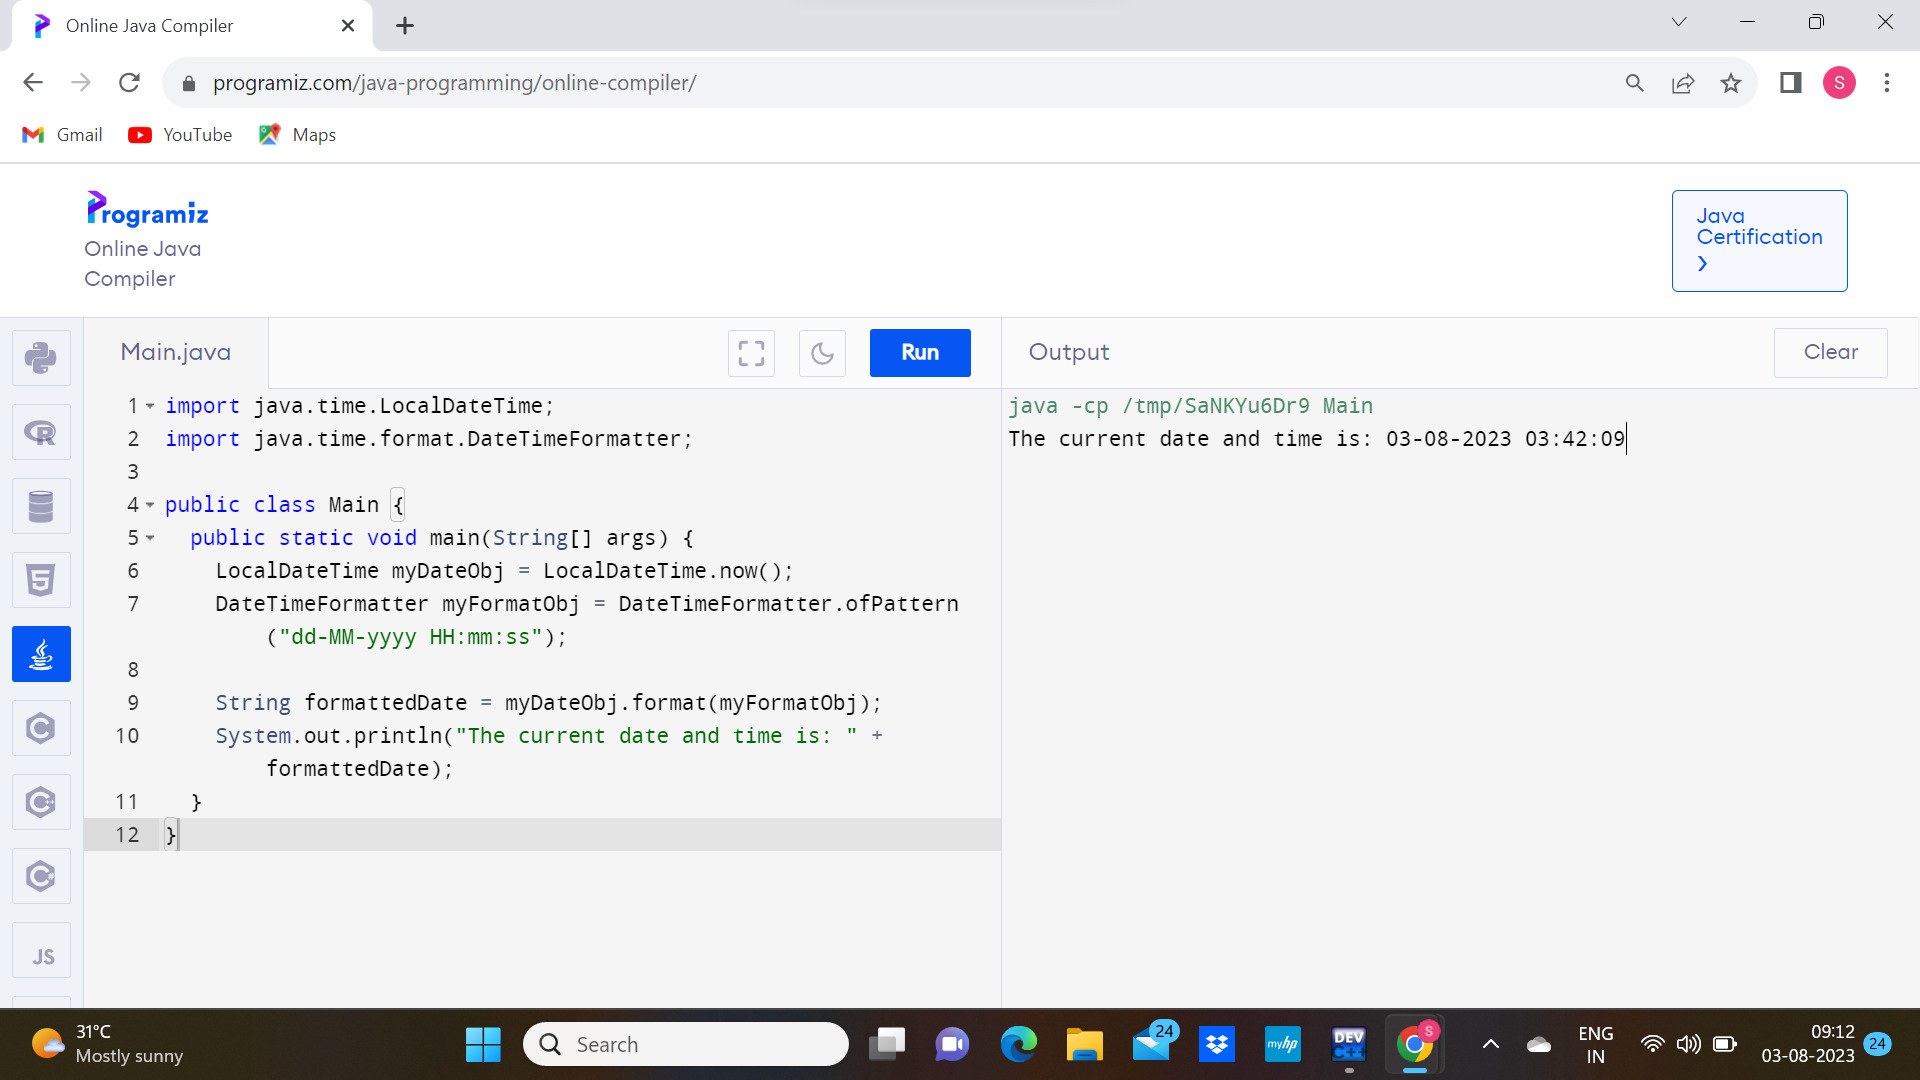 Online Java Compiler
programiz.com/java-programming/online-compiler/
S
Gmail
YouTube
Maps
Programiz
Online Java
Compiler
Java
Certification
Main.java
Run
Output
Clear
1 import java.time.LocalDateTime;
2 import java.time.format.DateTimeFormatter;
3
4 public class Main {
5 public static void main(String[] args) {
6 LocalDateTime myDateObj = LocalDateTime.now();
7 DateTimeFormatter myFormatObj = DateTimeFormatter.ofPattern
("dd-MM-yyyy HH:mm:ss");
8
9 String formattedDate = myDateObj.format(myFormatObj);
10 System.out.println("The current date and time is: " +
formattedDate);
11 }
12 }
java -cp /tmp/SaNKYu6Dr9 Main
The current date and time is: 03-08-2023 03:42:09
R
5
C
C++
C#
JS
31°C
Mostly sunny
Search
24
myhp
DEV
C++
S
ENG
IN
09:12
03-08-2023
24